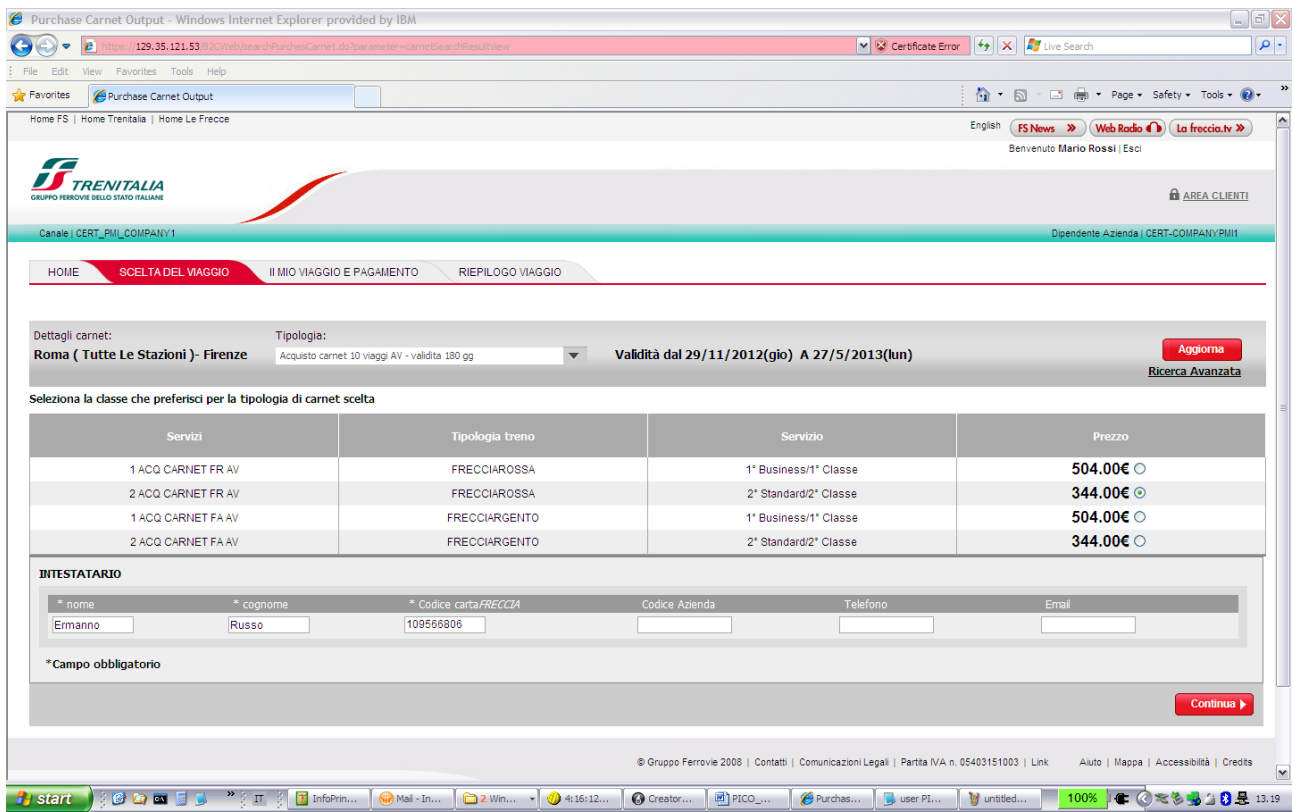 Purchase Carnet Output - Windows Internet Explorer provided by IBM
https://129.35.121.53/B2CWeb/searchPurchesCarnet.do?parameter=carnetSearchResultView
Certificate Error
Live Search
File Edit View Favorites Tools Help
Favorites
Purchase Carnet Output
Page
Safety
Tools
Home FS | Home Trenitalia | Home Le Frecce
English
FS News
Web Radio
La freccia.tv
Benvenuto Mario Rossi | Esci
TRENITALIA
GRUPPO FERROVIE DELLO STATO ITALIANE
AREA CLIENTI
Canale | CERT_PMI_COMPANY1
Dipendente Azienda | CERT-COMPANYPMI1
HOME
SCELTA DEL VIAGGIO
Il MIO VIAGGIO E PAGAMENTO
RIEPILOGO VIAGGIO
Dettagli carnet:
Tipologia:
Roma ( Tutte Le Stazioni )- Firenze
Acquisto carnet 10 viaggi AV - validita 180 gg
Validità dal 29/11/2012(gio) A 27/5/2013(lun)
Aggiorna
Ricerca Avanzata
Seleziona la classe che preferisci per la tipologia di carnet scelta
Servizi Tipologia treno Servizio Prezzo
1 ACQ CARNET FR AV FRECCIAROSSA 1° Business/1° Classe 504.00€
2 ACQ CARNET FR AV FRECCIAROSSA 2° Standard/2° Classe 344.00€
1 ACQ CARNET FA AV FRECCIARGENTO 1° Business/1° Classe 504.00€
2 ACQ CARNET FA AV FRECCIARGENTO 2° Standard/2° Classe 344.00€
INTESTATARIO
* nome * cognome * Codice cartaFRECCIA Codice Azienda Telefono Email
Ermanno Russo 109566806
*Campo obbligatorio
Continua
© Gruppo Ferrovie 2008 | Contatti | Comunicazioni Legali | Partita IVA n. 05403151003 | Link Aiuto | Mappa | Accessibilità | Credits
start
IT
InfoPrin...
Mail - In...
2 Win...
4:16:12...
Creator...
PICO_...
Purchas...
user PI...
untitled...
100%
13.19